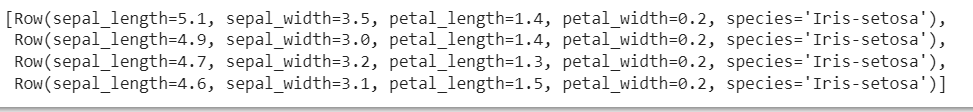 [Row(sepal_length=5.1, sepal_width=3.5, petal_length=1.4, petal_width=0.2, species='Iris-setosa'),
Row(sepal_length=4.9, sepal_width=3.0, petal_length=1.4, petal_width=0.2, species='Iris-setosa'),
Row(sepal_length=4.7, sepal_width=3.2, petal_length=1.3, petal_width=0.2, species='Iris-setosa'),
Row(sepal_length=4.6, sepal_width=3.1, petal_length=1.5, petal_width=0.2, species='Iris-setosa')]